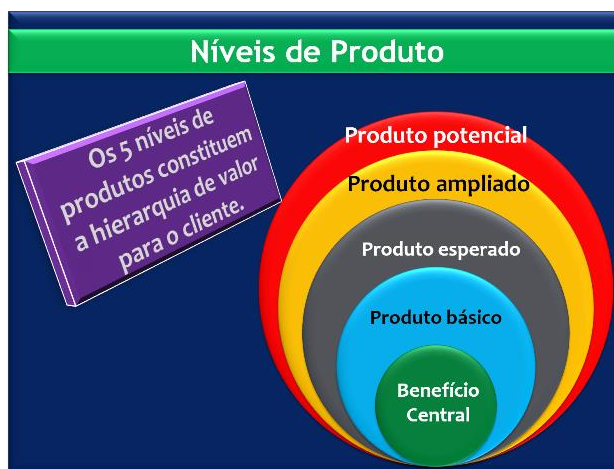 Níveis de Produto
Os 5 níveis de
produtos constituem
a hierarquia de valor
para o cliente.
Produto potencial
Produto ampliado
Produto esperado
Produto básico
Benefício
Central